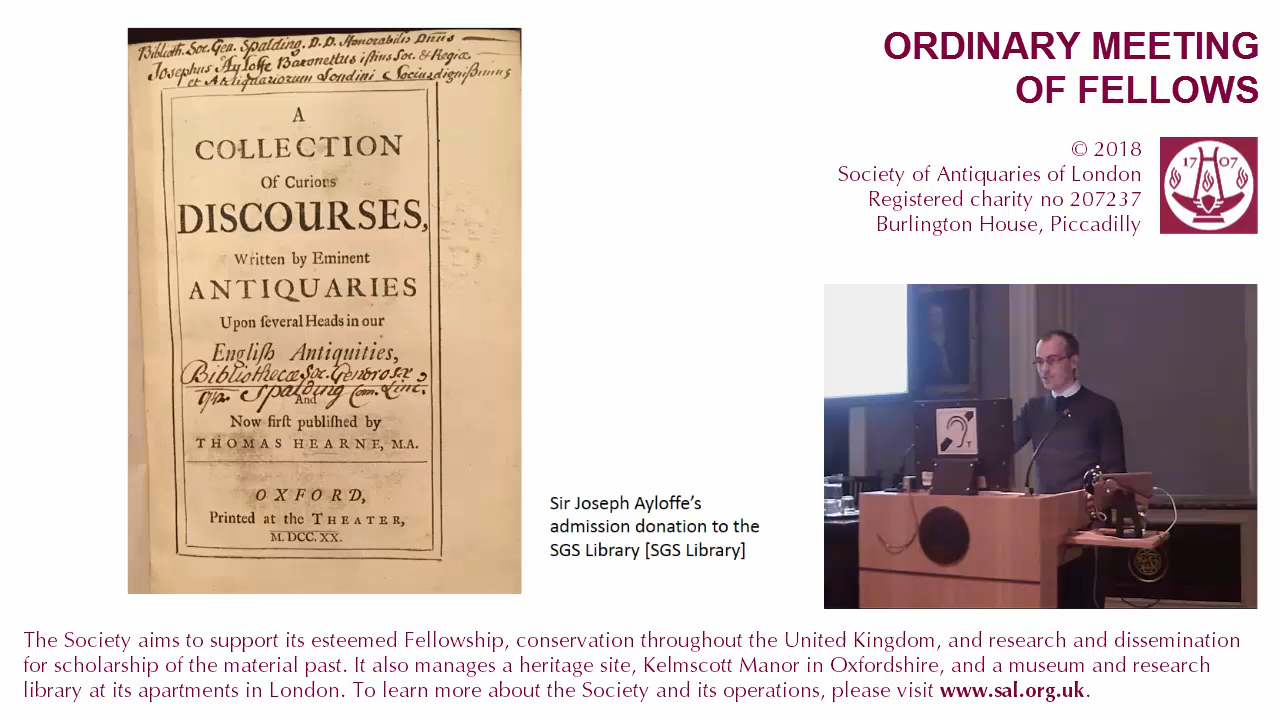 Biblioth. Soc. Gen. Spalding. D.D. Honorabilis Dnus
Josephus Ayloffe Baronettus istius Soc. & Regiæ
et Antiquariorum Londini Socius dignissimus
A
COLLECTION
Of Curious
DISCOURSES,
Written by Eminent
ANTIQUARIES
Upon ſeveral Heads in our
Engliſh Antiquities,
Bibliothecæ Soc. Generosæ
Spalding Com. Linc.
And
Now firſt publiſhed by
THOMAS HEARNE, M.A.
OXFORD,
Printed at the THEATER,
M.DCC.XX.
Sir Joseph Ayloffe’s
admission donation to the
SGS Library [SGS Library]
ORDINARY MEETING
OF FELLOWS
© 2018
Society of Antiquaries of London
Registered charity no 207237
Burlington House, Piccadilly
1707
T
The Society aims to support its esteemed Fellowship, conservation throughout the United Kingdom, and research and dissemination
for scholarship of the material past. It also manages a heritage site, Kelmscott Manor in Oxfordshire, and a museum and research
library at its apartments in London. To learn more about the Society and its operations, please visit www.sal.org.uk.